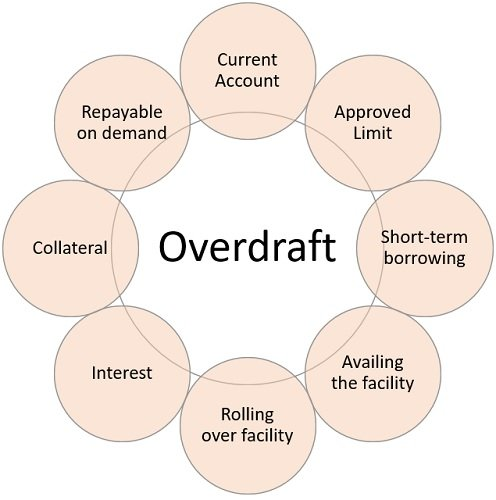 Current
Account
Approved
Limit
Short-term
borrowing
Availing
the facility
Rolling
over facility
Interest
Collateral
Repayable
on demand
Overdraft